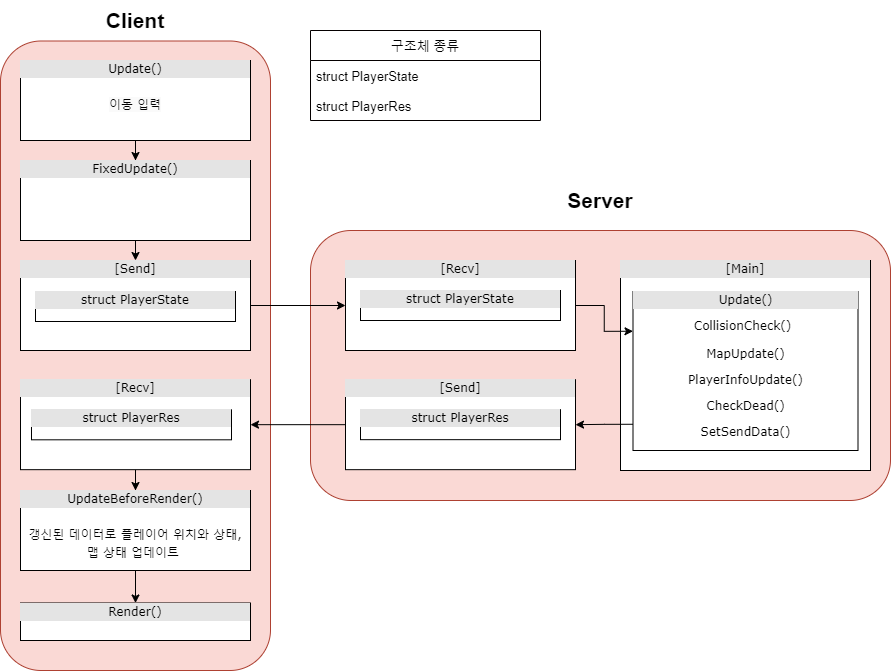 Client
Update()
이동 입력
FixedUpdate()
[Send]
struct PlayerState
[Recv]
struct PlayerRes
UpdateBeforeRender()
갱신된 데이터로 플레이어 위치와 상태,
맵 상태 업데이트
Render()
구조체 종류
struct PlayerState
struct PlayerRes
Server
[Recv]
struct PlayerState
[Send]
struct PlayerRes
[Main]
Update()
CollisionCheck()
MapUpdate()
PlayerInfoUpdate()
CheckDead()
SetSendData()